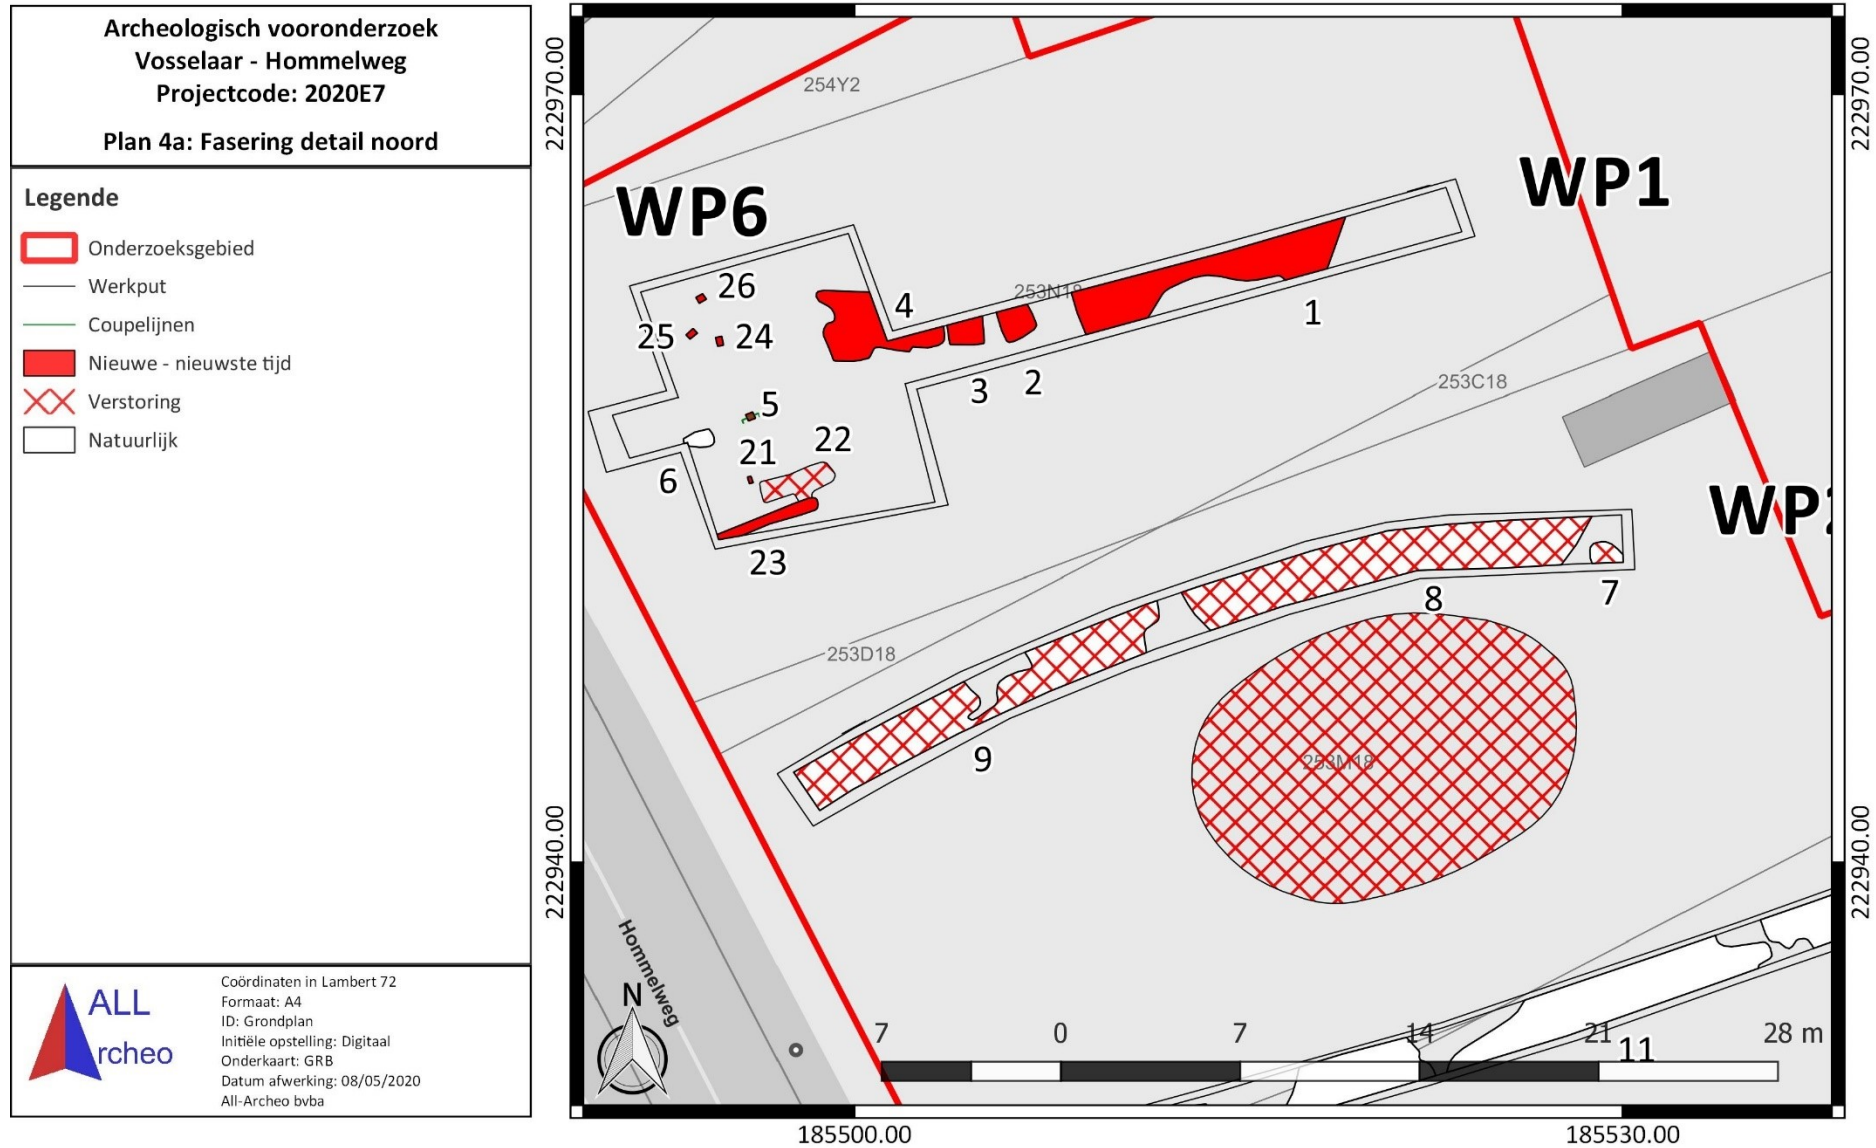 Archeologisch vooronderzoek
Vosselaar - Hommelweg
Projectcode: 2020E7
Plan 4a: Fasering detail noord
Legende
Onderzoeksgebied
Werkput
Coupelijnen
Nieuwe - nieuwste tijd
Verstoring
Natuurlijk
ALL
rcheo
Coördinaten in Lambert 72
Formaat: A4
ID: Grondplan
Initiële opstelling: Digitaal
Onderkaart: GRB
Datum afwerking: 08/05/2020
All-Archeo bvba
222970.00
222970.00
254Y2
WP1
WP6
26
25
24
4
253N18
1
3
2
253C18
5
21
22
6
23
WP2
8
7
253D18
9
253M18
222940.00
222940.00
Hommelweg
N
7 0 7 14 21 28 m
11
185500.00
185530.00